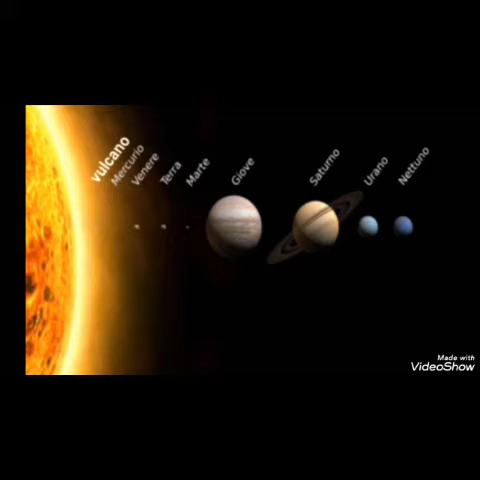 vulcano
Mercurio
Venere
Terra
Marte
Giove
Saturno
Urano
Nettuno
Made with
VideoShow